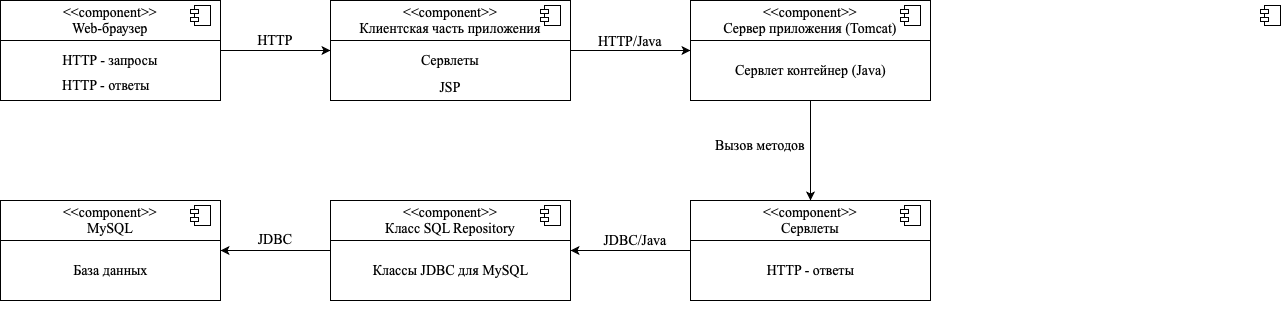 <<component>>
Web-браузер
HTTP - запросы
HTTP - ответы
HTTP
<<component>>
Клиентская часть приложения
Сервлеты
JSP
HTTP/Java
<<component>>
Сервер приложения (Tomcat)
Сервлет контейнер (Java)
Вызов методов
<<component>>
MySQL
База данных
JDBC
<<component>>
Класс SQL Repository
Классы JDBC для MySQL
JDBC/Java
<<component>>
Сервлеты
HTTP - ответы